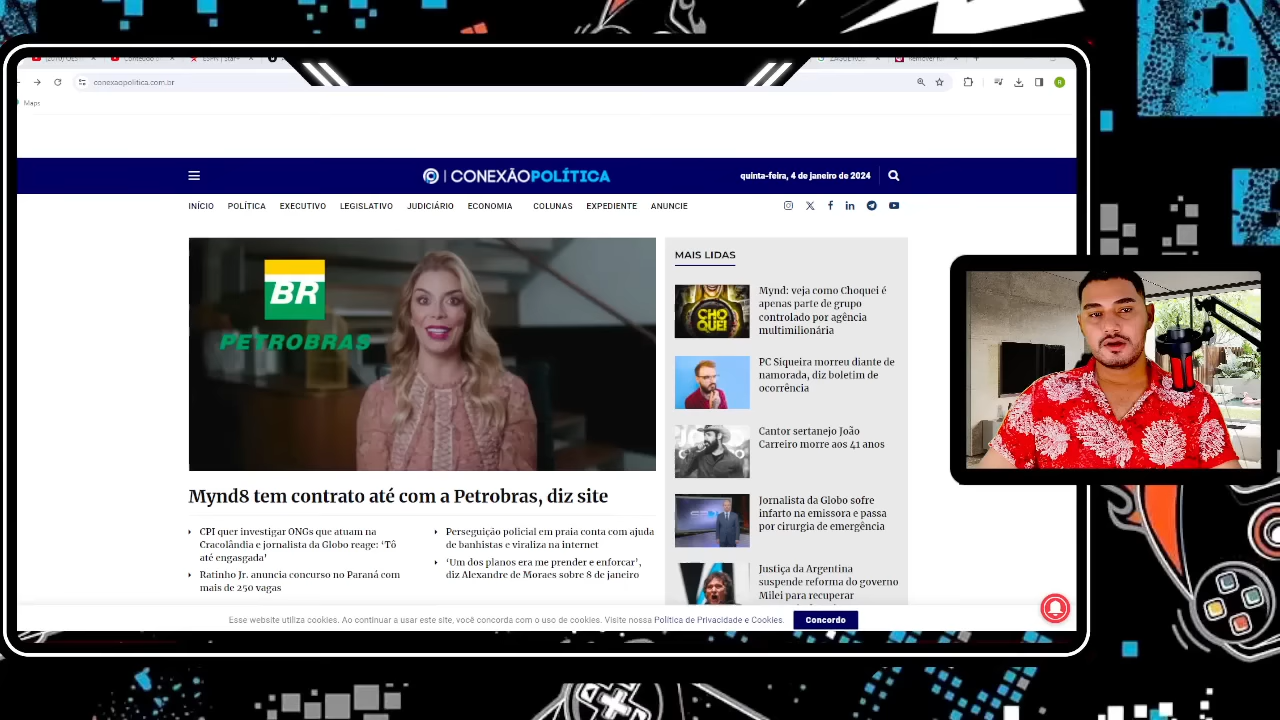 conexaopolitica.com.br
Maps
CONEXÃOPOLÍTICA
quinta-feira, 4 de janeiro de 2024
INÍCIO POLÍTICA EXECUTIVO LEGISLATIVO JUDICIÁRIO ECONOMIA COLUNAS EXPEDIENTE ANUNCIE
BR
PETROBRAS
Mynd8 tem contrato até com a Petrobras, diz site
CPI quer investigar ONGs que atuam na
Cracolândia e jornalista da Globo reage: ‘Tô
até engasgada’
Ratinho Jr. anuncia concurso no Paraná com
mais de 250 vagas
Perseguição policial em praia conta com ajuda
de banhistas e viraliza na internet
‘Um dos planos era me prender e enforcar’,
diz Alexandre de Moraes sobre 8 de janeiro
MAIS LIDAS
CHO
QUEI
Mynd: veja como Choquei é
apenas parte de grupo
controlado por agência
multimilionária
PC Siqueira morreu diante de
namorada, diz boletim de
ocorrência
Cantor sertanejo João
Carreiro morre aos 41 anos
Jornalista da Globo sofre
infarto na emissora e passa
por cirurgia de emergência
Justiça da Argentina
suspende reforma do governo
Milei para recuperar
Esse website utiliza cookies. Ao continuar a usar este site, você concorda com o uso de cookies. Visite nossa Política de Privacidade e Cookies.
Concordo